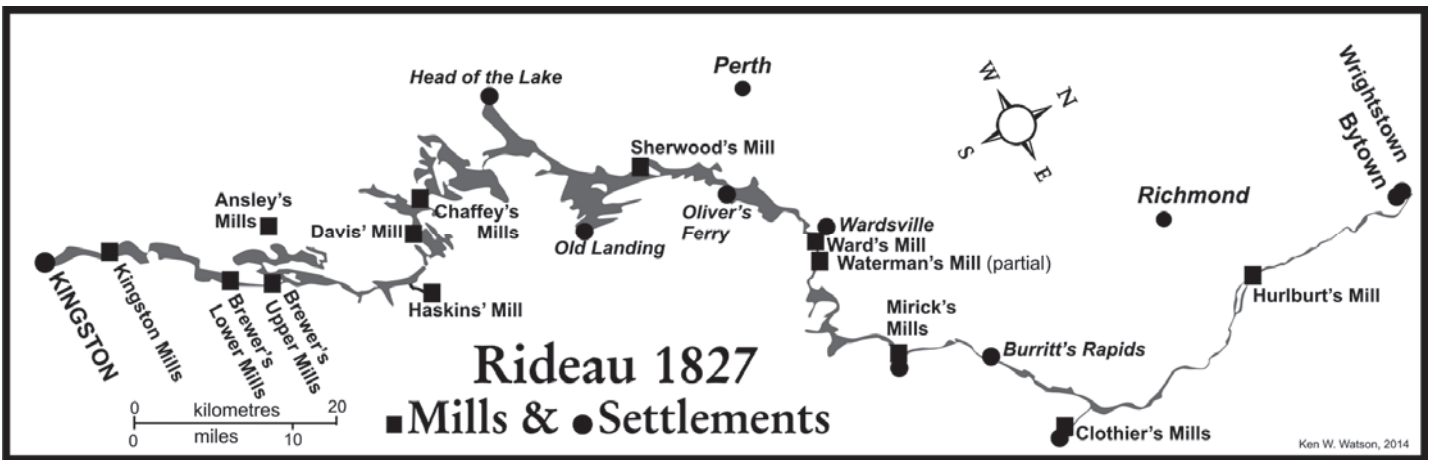 Head of the Lake
Perth
W
N
S
E
Wrightstown
Bytown
Sherwood's Mill
Ansley's
Mills
Davis' Mill
Chaffey's
Mills
Oliver's
Ferry
Old Landing
Wardsville
Ward's Mill
Waterman's Mill (partial)
Richmond
KINGSTON
Kingston Mills
Brewer's
Lower Mills
Brewer's
Upper Mills
Haskins' Mill
Mirick's
Mills
Burritt's Rapids
Hurlburt's Mill
Clothier's Mills
Rideau 1827
Mills & Settlements
0 kilometres 20
0 miles 10
Ken W. Watson, 2014